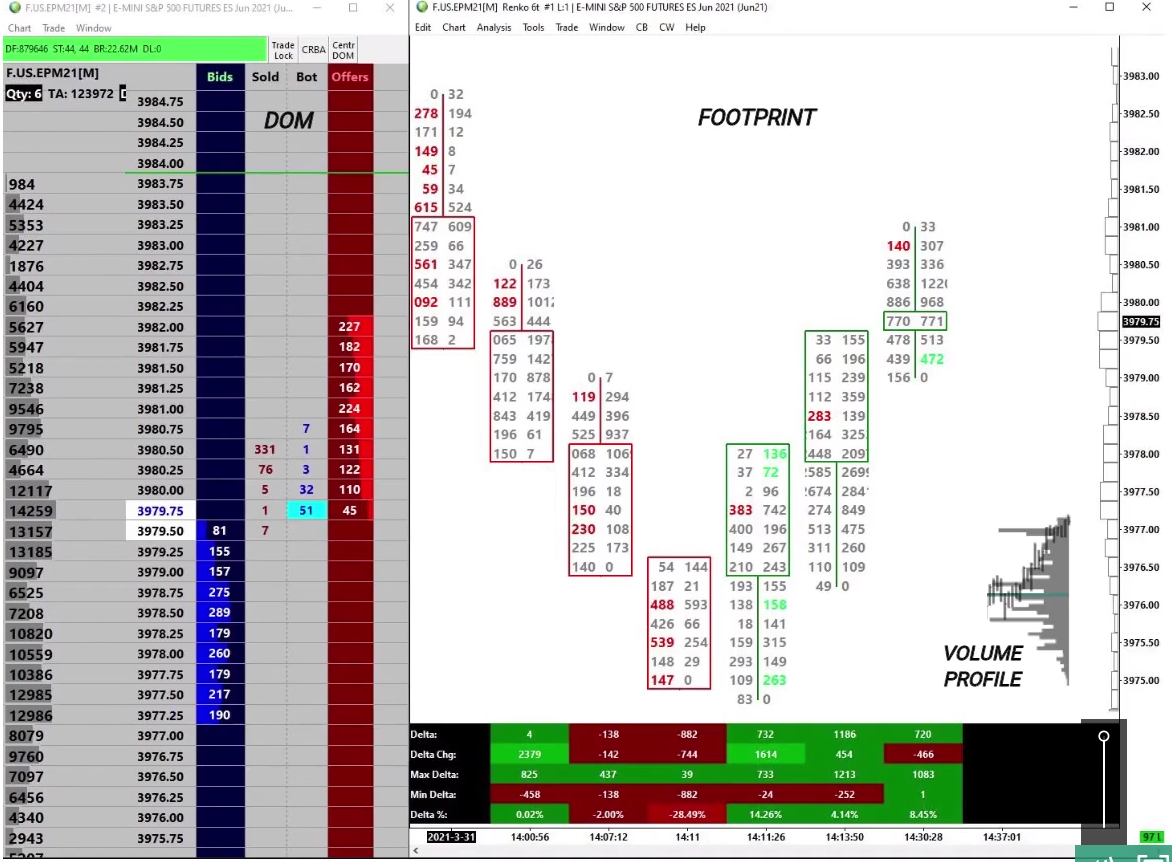 F.US.EPM21[M] #2 | E-MINI S&P 500 FUTURES ES Jun 2021 (Ju...
Chart Trade Window
DF:879646 ST:44, 44 BR:22.62M DL:0
Trade Lock
CRBA
Centr DOM
F.US.EPM21[M]
Bids Sold Bot Offers
Qty: 6 TA: 123972
DOM
3984.75
3984.50
3984.25
3984.00
984 3983.75
4424 3983.50
5353 3983.25
4227 3983.00
1876 3982.75
4404 3982.50
6160 3982.25
5627 3982.00 227
5947 3981.75 182
5218 3981.50 170
7238 3981.25 162
9546 3981.00 224
9795 3980.75 7 164
6490 3980.50 331 1 131
4664 3980.25 76 3 122
12117 3980.00 5 32 110
14259 3979.75 1 51 45
13157 3979.50 81 7
13185 3979.25 155
9097 3979.00 157
6525 3978.75 275
7208 3978.50 289
10820 3978.25 179
10559 3978.00 260
10386 3977.75 179
12985 3977.50 217
12986 3977.25 190
8079 3977.00
9760 3976.75
7097 3976.50
6456 3976.25
4340 3976.00
2943 3975.75
F.US.EPM21[M] Renko 6t #1 L:1 | E-MINI S&P 500 FUTURES ES Jun 2021 (Jun21)
Edit Chart Analysis Tools Trade Window CB CW Help
FOOTPRINT
0 32
278 194
171 12
149 8
45 7
59 34
615 524
747 609
259 66
561 347
454 342
092 111
159 94
168 2
0 26
122 173
889 1012
563 444
065 197
759 142
170 878
412 174
843 419
196 61
150 7
0 7
119 294
449 396
525 937
068 106
412 334
196 18
150 40
230 108
225 173
140 0
54 144
187 21
488 593
426 66
539 254
148 29
147 0
27 136
37 72
2 96
383 742
400 196
149 267
210 243
193 155
138 158
18 141
159 315
293 149
109 263
83 0
33 155
66 196
115 239
112 359
283 139
164 325
448 209
2585 269
2674 284
274 849
513 475
311 260
110 109
49 0
0 33
140 307
393 336
638 122
886 968
770 771
478 513
439 472
156 0
3983.00
3982.50
3982.00
3981.50
3981.00
3980.50
3980.00
3979.75
3979.50
3979.00
3978.50
3978.00
3977.50
3977.00
3976.50
3976.00
3975.50
3975.00
VOLUME
PROFILE
Delta: 4 -138 -882 732 1186 720
Delta Chg: 2379 -142 -744 1614 454 -466
Max Delta: 825 437 39 733 1213 1083
Min Delta: -458 -138 -882 -24 -252 1
Delta %: 0.02% -2.00% -28.49% 14.26% 4.14% 8.45%
2021-3-31 14:00:56 14:07:12 14:11 14:11:26 14:13:50 14:30:28 14:37:01